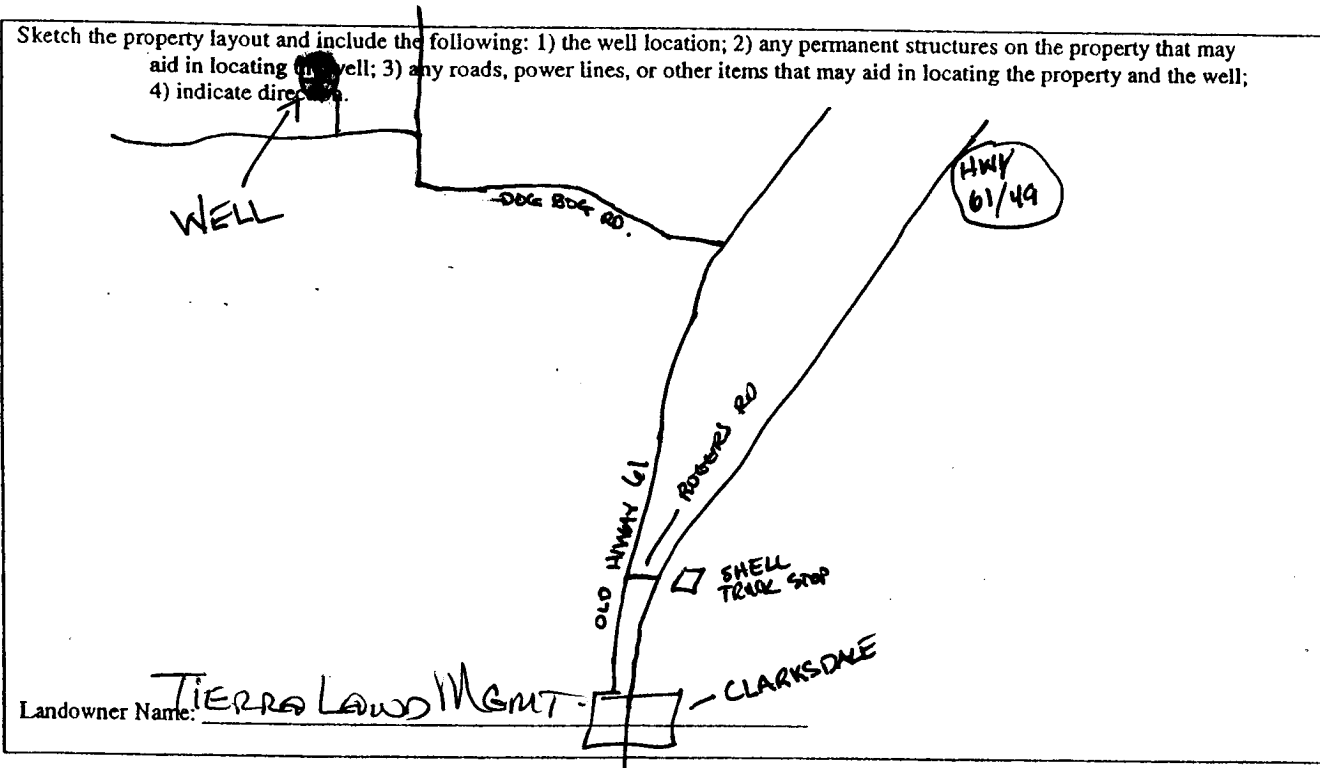 Sketch the property layout and include the following: 1) the well location; 2) any permanent structures on the property that may
aid in locating well; 3) any roads, power lines, or other items that may aid in locating the property and the well;
4) indicate
WELL
DOG BOG RD.
HWY
61/49
OLD HIWAY 61
ROGERS RD
SHELL
TRUCK STOP
CLARKSDALE
Landowner Name: TIERRA LAND MGMT.